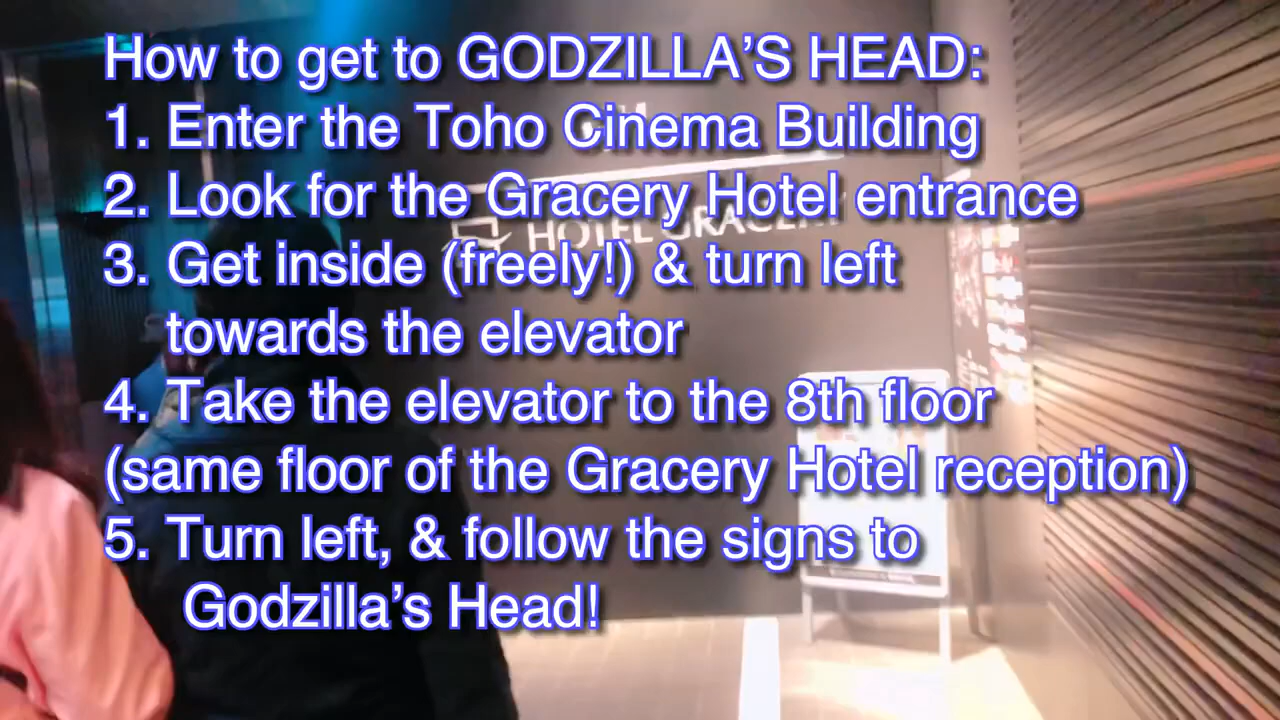 How to get to GODZILLA’S HEAD:
1. Enter the Toho Cinema Building
2. Look for the Gracery Hotel entrance
HOTEL GRACERY
3. Get inside (freely!) & turn left
towards the elevator
4. Take the elevator to the 8th floor
(same floor of the Gracery Hotel reception)
5. Turn left, & follow the signs to
Godzilla’s Head!